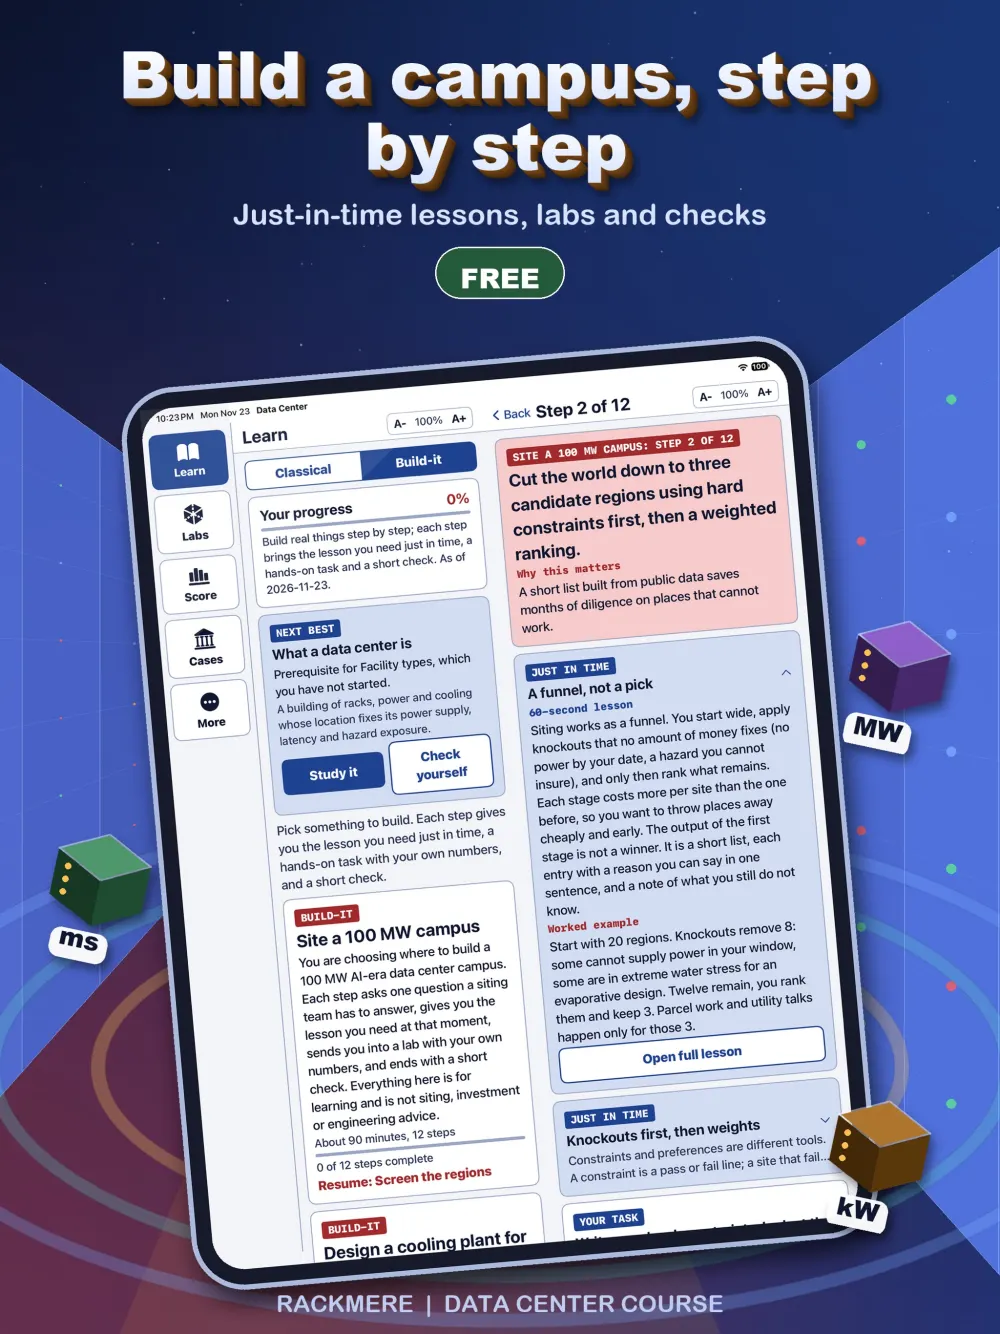 Build a campus, step
by step
Just-in-time lessons, labs and checks
FREE
10:23 PM Mon Nov 23 Data Center
100
Learn
A- 100% A+
Back Step 2 of 12
A- 100% A+
Learn
Labs
Score
Cases
More
Classical
Build-it
Your progress 0%
Build real things step by step; each step
brings the lesson you need just in time, a
hands-on task and a short check. As of
2026-11-23.
NEXT BEST
What a data center is
Prerequisite for Facility types, which
you have not started.
A building of racks, power and cooling
whose location fixes its power supply,
latency and hazard exposure.
Study it
Check
yourself
Pick something to build. Each step gives
you the lesson you need just in time, a
hands-on task with your own numbers,
and a short check.
BUILD-IT
Site a 100 MW campus
You are choosing where to build a
100 MW AI-era data center campus.
Each step asks one question a siting
team has to answer, gives you the
lesson you need at that moment,
sends you into a lab with your own
numbers, and ends with a short
check. Everything here is for
learning and is not siting, investment
or engineering advice.
About 90 minutes, 12 steps
0 of 12 steps complete
Resume: Screen the regions
BUILD-IT
Design a cooling plant for
SITE A 100 MW CAMPUS: STEP 2 OF 12
Cut the world down to three
candidate regions using hard
constraints first, then a weighted
ranking.
Why this matters
A short list built from public data saves
months of diligence on places that cannot
work.
JUST IN TIME
A funnel, not a pick
60-second lesson
Siting works as a funnel. You start wide, apply
knockouts that no amount of money fixes (no
power by your date, a hazard you cannot
insure), and only then rank what remains.
Each stage costs more per site than the one
before, so you want to throw places away
cheaply and early. The output of the first
stage is not a winner. It is a short list, each
entry with a reason you can say in one
sentence, and a note of what you still do not
know.
Worked example
Start with 20 regions. Knockouts remove 8:
some cannot supply power in your window,
some are in extreme water stress for an
evaporative design. Twelve remain, you rank
them and keep 3. Parcel work and utility talks
happen only for those 3.
Open full lesson
JUST IN TIME
Knockouts first, then weights
Constraints and preferences are different tools.
A constraint is a pass or fail line; a site that fail...
YOUR TASK
ms
MW
kW
RACKMERE | DATA CENTER COURSE